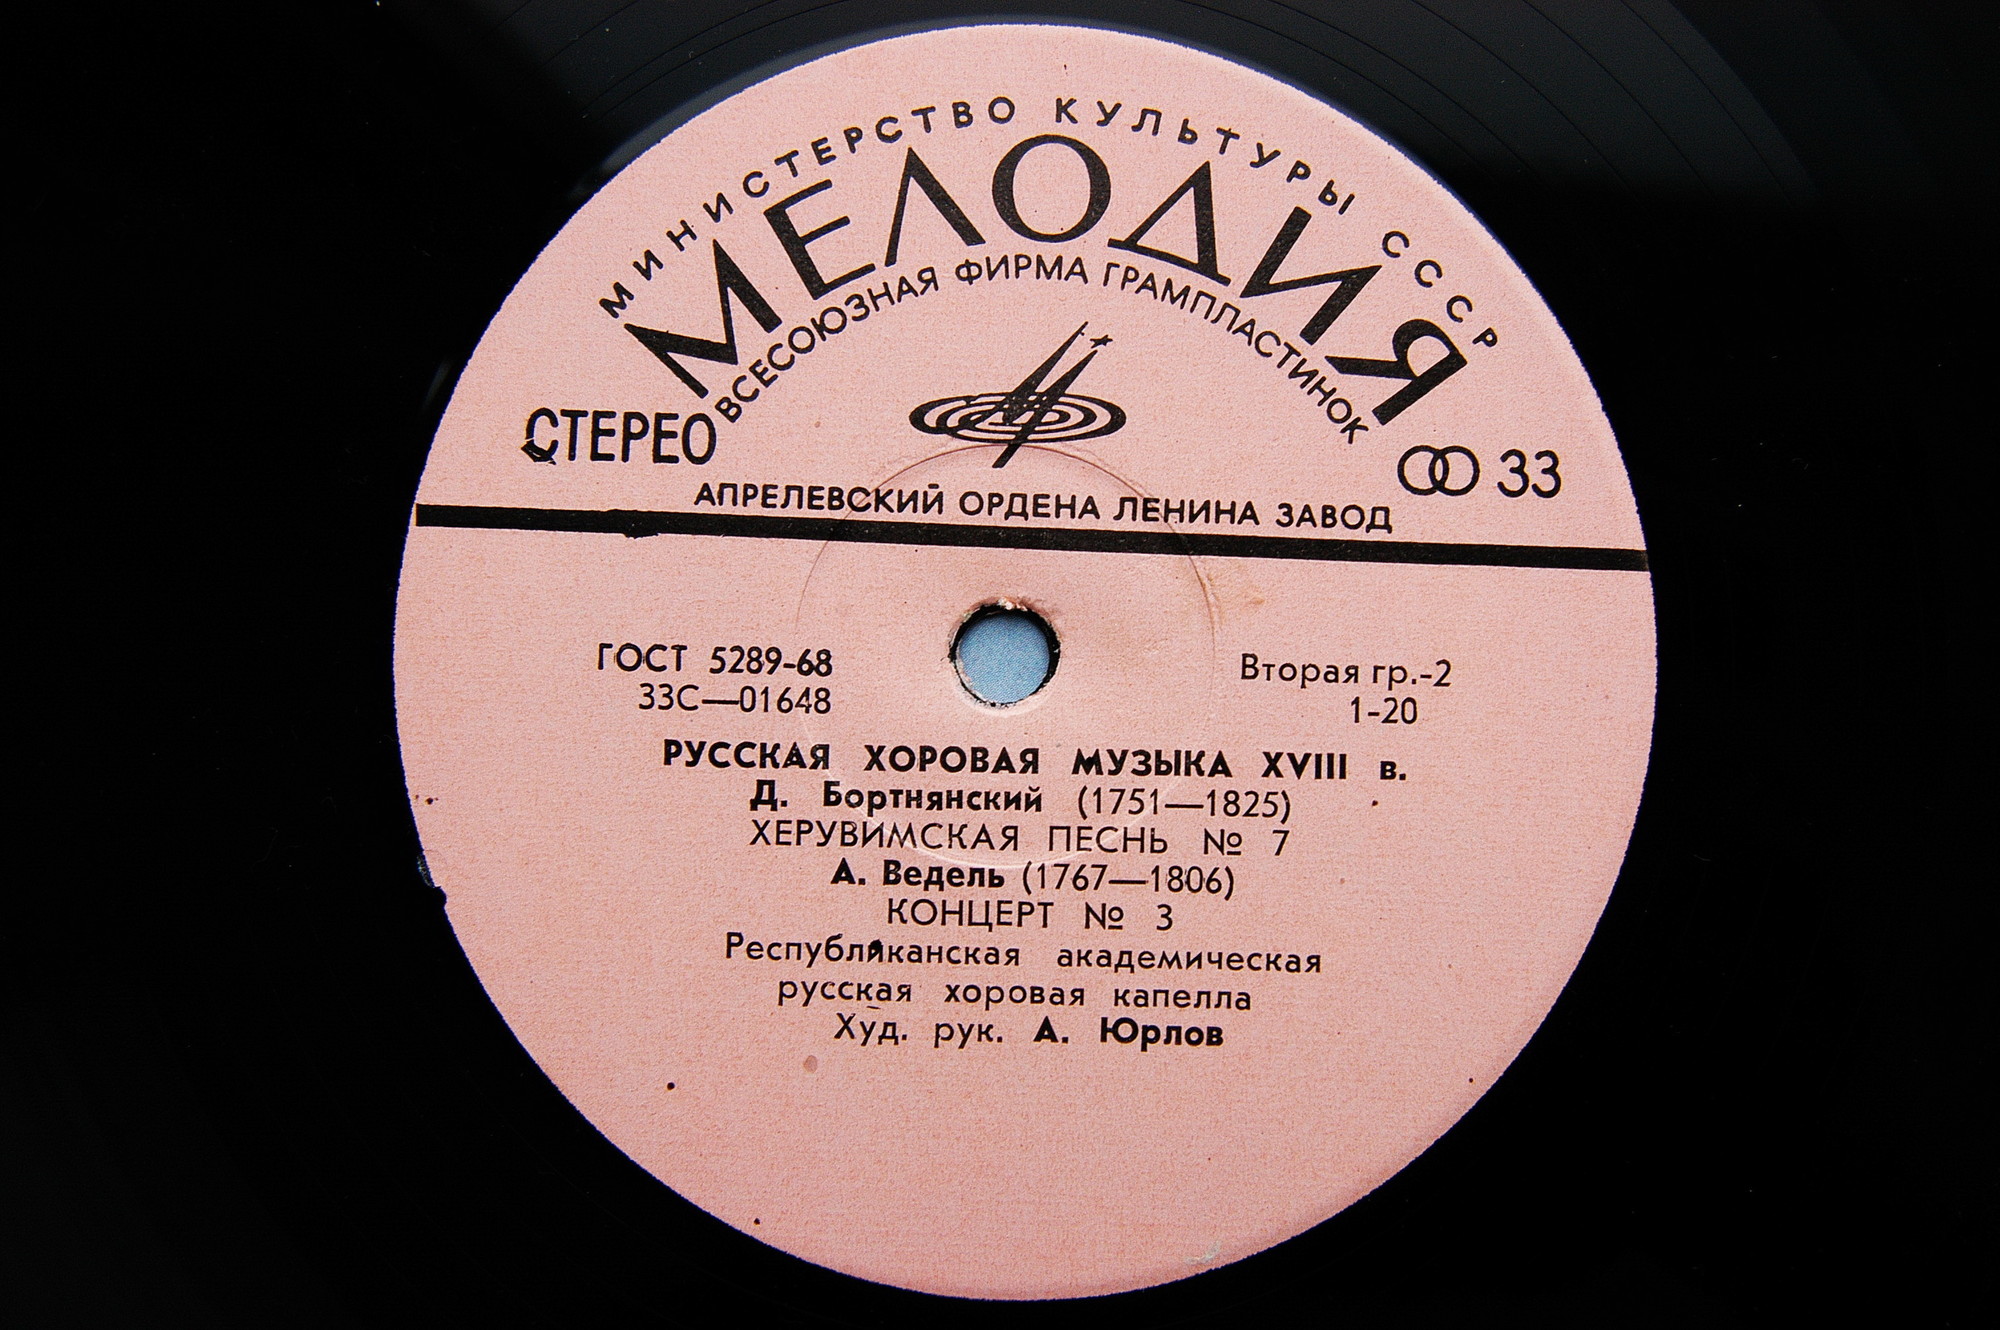 МИНИСТЕРСТВО КУЛЬТУРЫ СССР
МЕЛОДИЯ
ВСЕСОЮЗНАЯ ФИРМА ГРАМПЛАСТИНОК
СТЕРЕО
33
АПРЕЛЕВСКИЙ ОРДЕНА ЛЕНИНА ЗАВОД
ГОСТ 5289-68
33С—01648
Вторая гр.-2
1-20
РУССКАЯ ХОРОВАЯ МУЗЫКА XVIII в.
Д. Бортнянский (1751—1825)
ХЕРУВИМСКАЯ ПЕСНЬ № 7
А. Ведель (1767—1806)
КОНЦЕРТ № 3
Республиканская академическая
русская хоровая капелла
Худ. рук. А. Юрлов